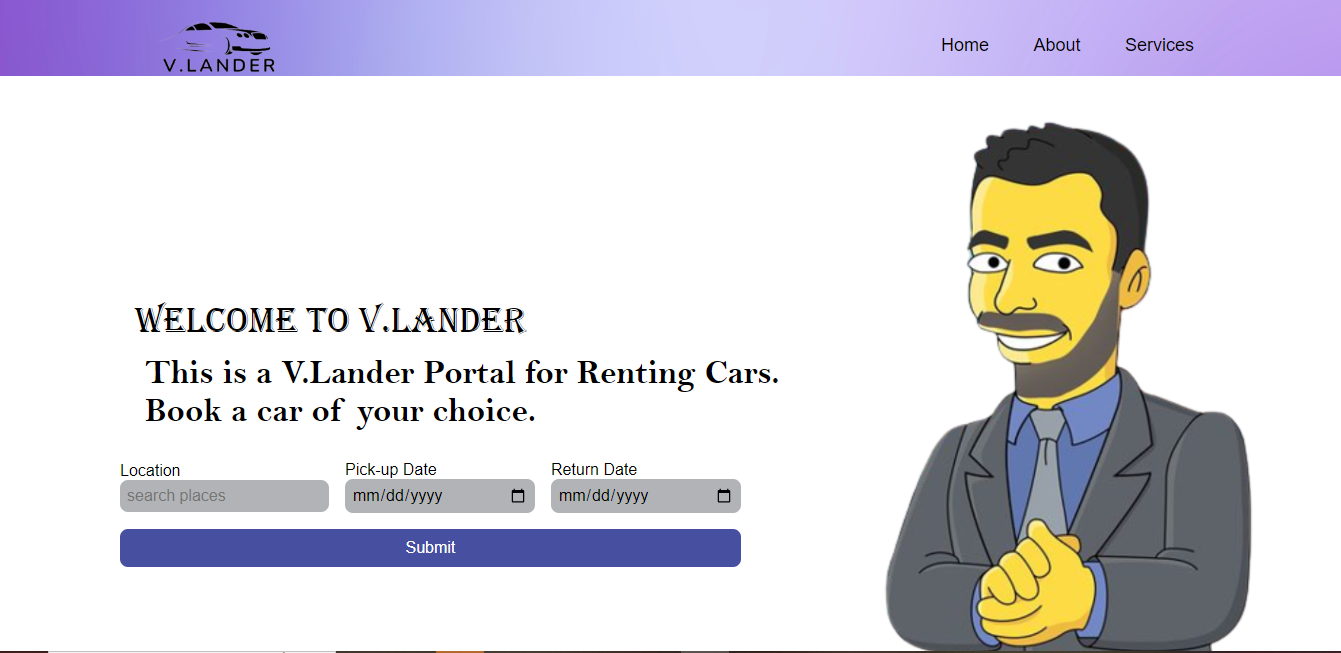 V.LANDER
Home About Services
WELCOME TO V.LANDER
This is a V.Lander Portal for Renting Cars.
Book a car of your choice.
Location Pick-up Date Return Date
search places mm/dd/yyyy mm/dd/yyyy
Submit